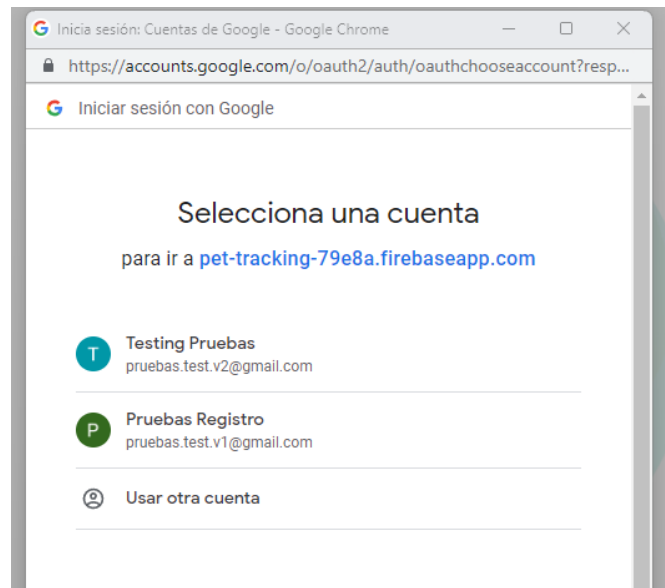 G Inicia sesión: Cuentas de Google - Google Chrome
https://accounts.google.com/o/oauth2/auth/oauthchooseaccount?resp...
G Iniciar sesión con Google
Selecciona una cuenta
para ir a pet-tracking-79e8a.firebaseapp.com
T Testing Pruebas
pruebas.test.v2@gmail.com
P Pruebas Registro
pruebas.test.v1@gmail.com
Usar otra cuenta